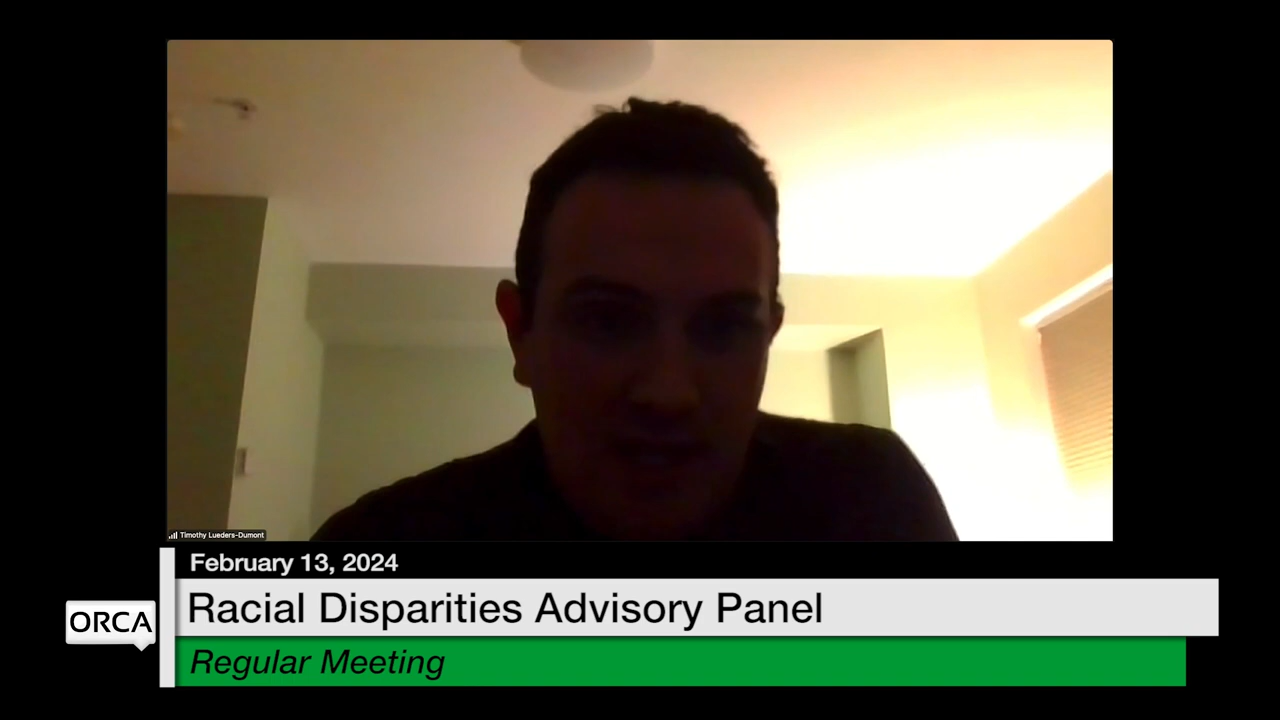 Timothy Lueders-Dumont
February 13, 2024
Racial Disparities Advisory Panel
ORCA
Regular Meeting